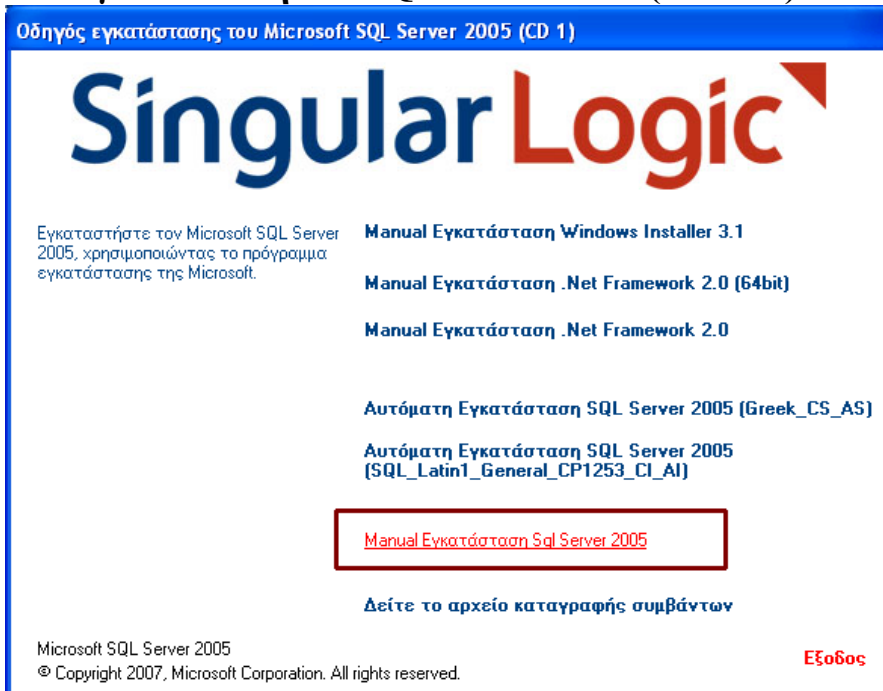 Οδηγός εγκατάστασης του Microsoft SQL Server 2005 (CD 1)
SingularLogic
Εγκαταστήστε τον Microsoft SQL Server
2005, χρησιμοποιώντας το πρόγραμμα
εγκατάστασης της Microsoft.
Manual Εγκατάσταση Windows Installer 3.1
Manual Εγκατάσταση .Net Framework 2.0 (64bit)
Manual Εγκατάσταση .Net Framework 2.0
Αυτόματη Εγκατάσταση SQL Server 2005 (Greek_CS_AS)
Αυτόματη Εγκατάσταση SQL Server 2005
(SQL_Latin1_General_CP1253_CI_AI)
Manual Εγκατάσταση Sql Server 2005
Δείτε το αρχείο καταγραφής συμβάντων
Microsoft SQL Server 2005
© Copyright 2007, Microsoft Corporation. All rights reserved.
Εξοδος